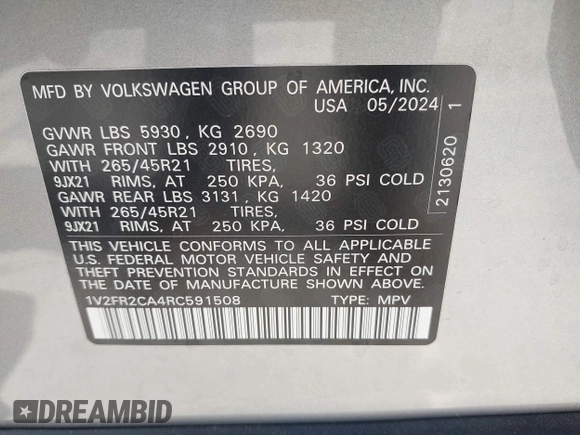 MFD BY VOLKSWAGEN GROUP OF AMERICA, INC.
USA 05/2024
GVWR LBS 5930, KG 2690
GAWR FRONT LBS 2910, KG 1320
WITH 265/45R21 TIRES,
9JX21 RIMS, AT 250 KPA, 36 PSI COLD
GAWR REAR LBS 3131, KG 1420
WITH 265/45R21 TIRES,
9JX21 RIMS, AT 250 KPA, 36 PSI COLD
THIS VEHICLE CONFORMS TO ALL APPLICABLE
U.S. FEDERAL MOTOR VEHICLE SAFETY AND
THEFT PREVENTION STANDARDS IN EFFECT ON
THE DATE OF MANUFACTURE SHOWN ABOVE.
1V2FR2CA4RC591508 TYPE: MPV
2130620 1
DREAMBID